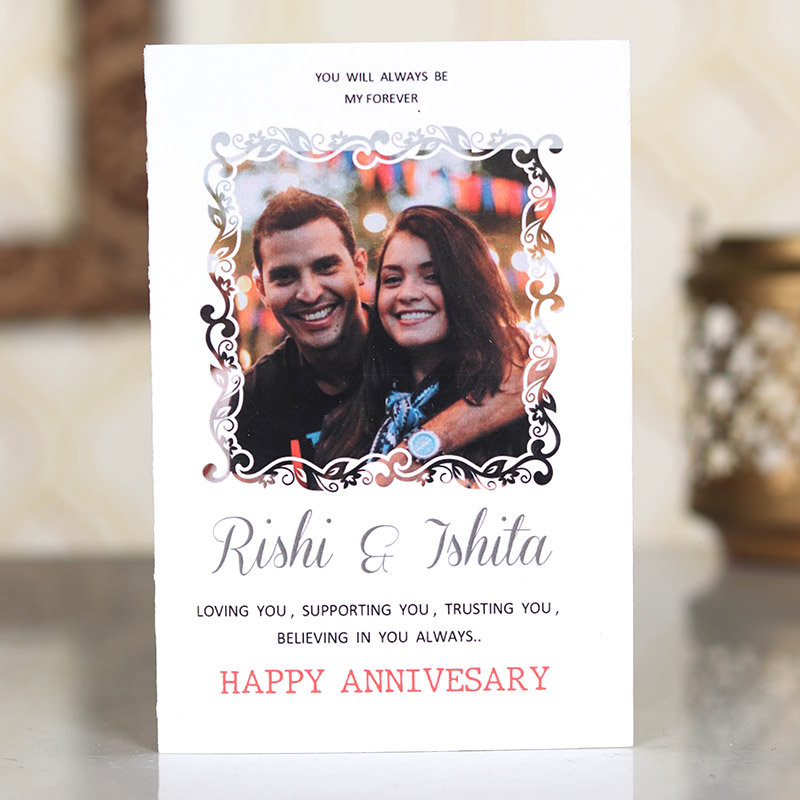 YOU WILL ALWAYS BE
MY FOREVER
Rishi & Ishita
LOVING YOU, SUPPORTING YOU, TRUSTING YOU,
BELIEVING IN YOU ALWAYS..
HAPPY ANNIVESARY